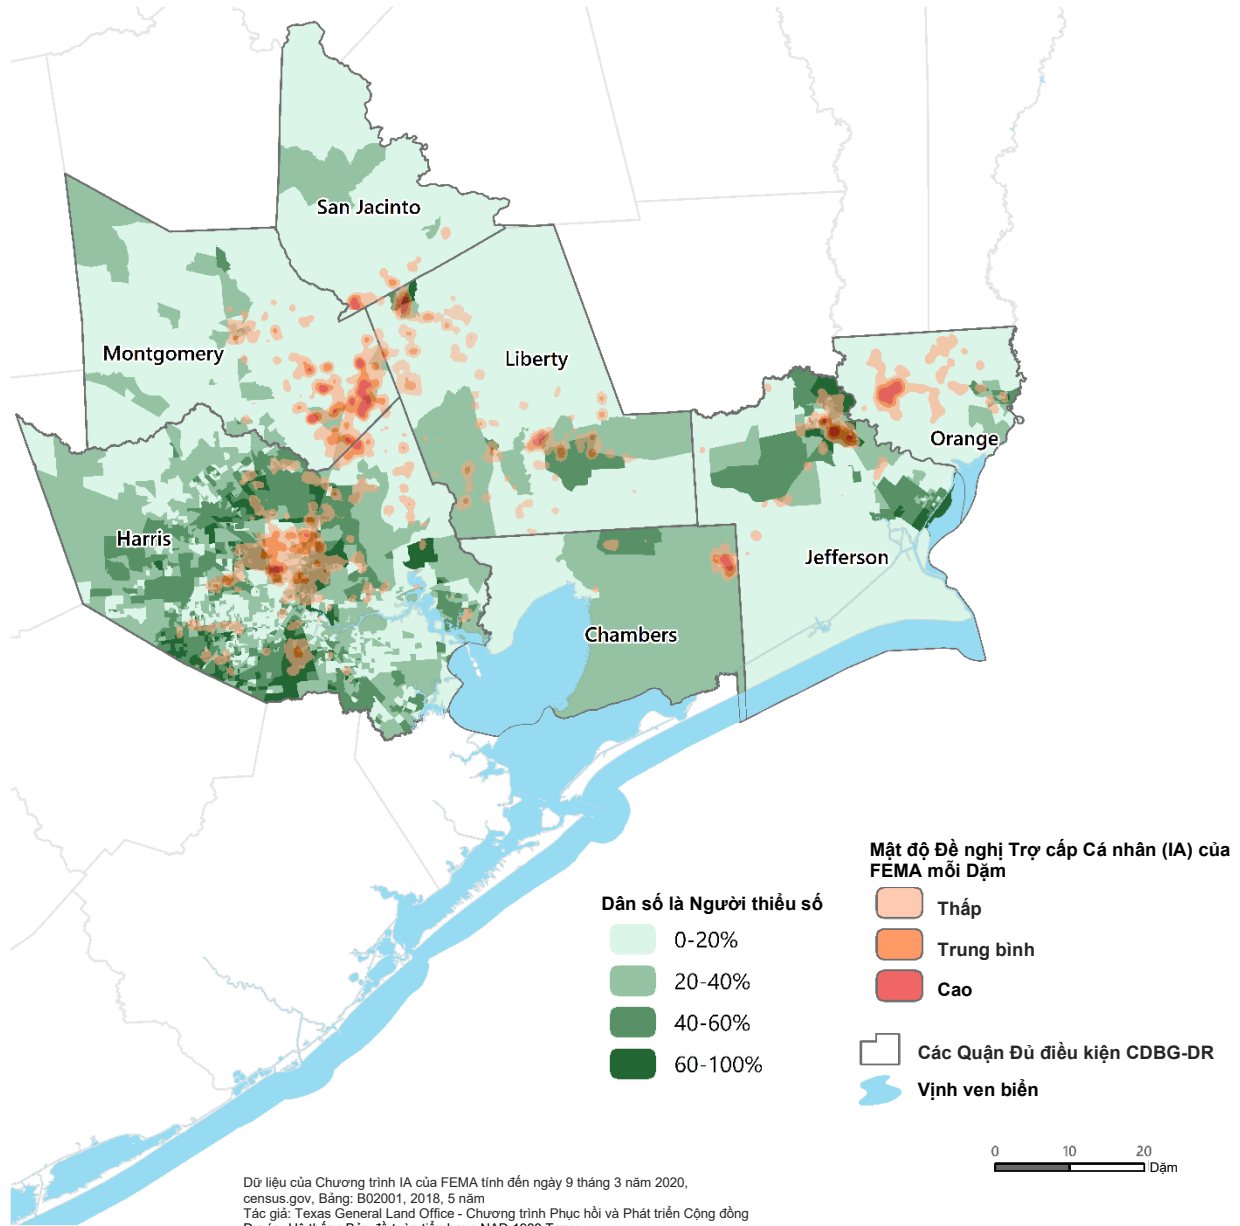 San Jacinto
Montgomery
Liberty
Orange
Harris
Jefferson
Chambers
Mật độ Đề nghị Trợ cấp Cá nhân (IA) của
FEMA mỗi Dặm
Thấp
Trung bình
Cao
Dân số là Người thiểu số
0-20%
20-40%
40-60%
60-100%
Các Quận Đủ điều kiện CDBG-DR
Vịnh ven biển
0 10 20
Dặm
Dữ liệu của Chương trình IA của FEMA tính đến ngày 9 tháng 3 năm 2020,
census.gov, Bảng: B02001, 2018, 5 năm
Tác giả: Texas General Land Office - Chương trình Phục hồi và Phát triển Cộng đồng